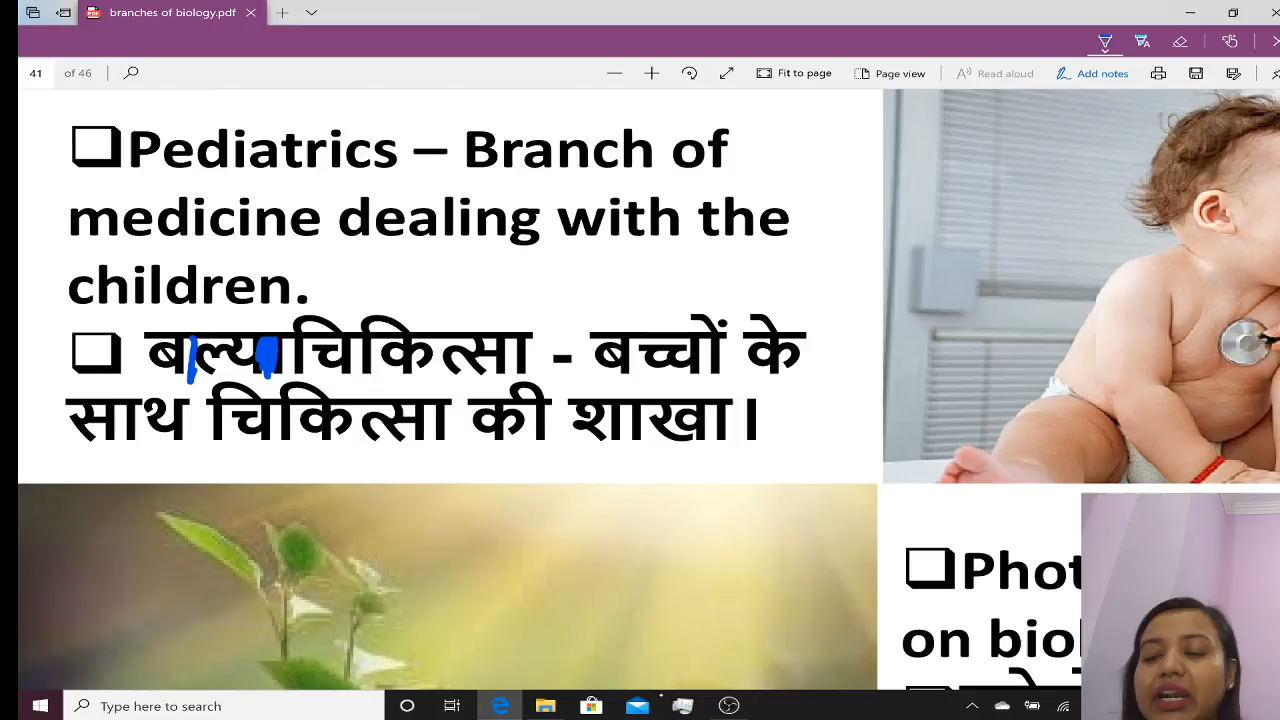 branches of biology.pdf
41 of 46
Fit to page
Page view
Read aloud
Add notes
❑Pediatrics – Branch of
medicine dealing with the
children.
❑ बल्याचिकित्सा - बच्चों के
साथ चिकित्सा की शाखा।
❑Phot
on biol
Type here to search